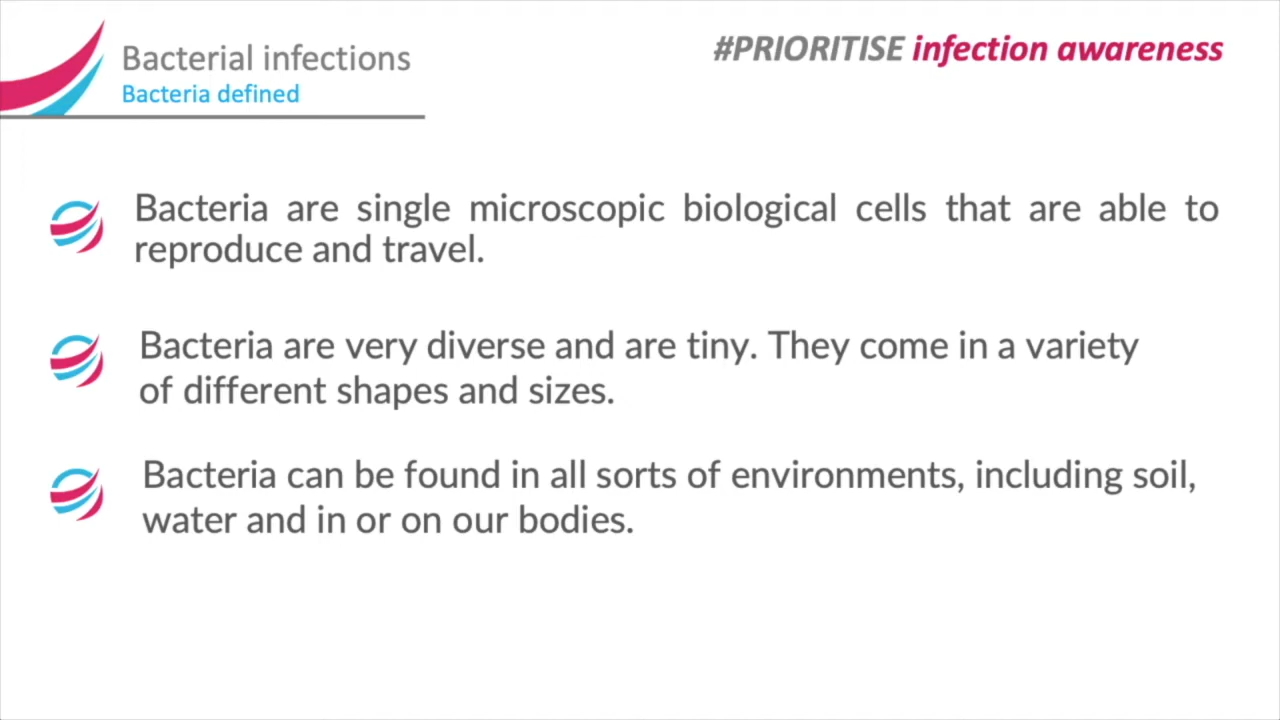 Bacterial infections
Bacteria defined
#PRIORITISE infection awareness
Bacteria are single microscopic biological cells that are able to
reproduce and travel.
Bacteria are very diverse and are tiny. They come in a variety
of different shapes and sizes.
Bacteria can be found in all sorts of environments, including soil,
water and in or on our bodies.